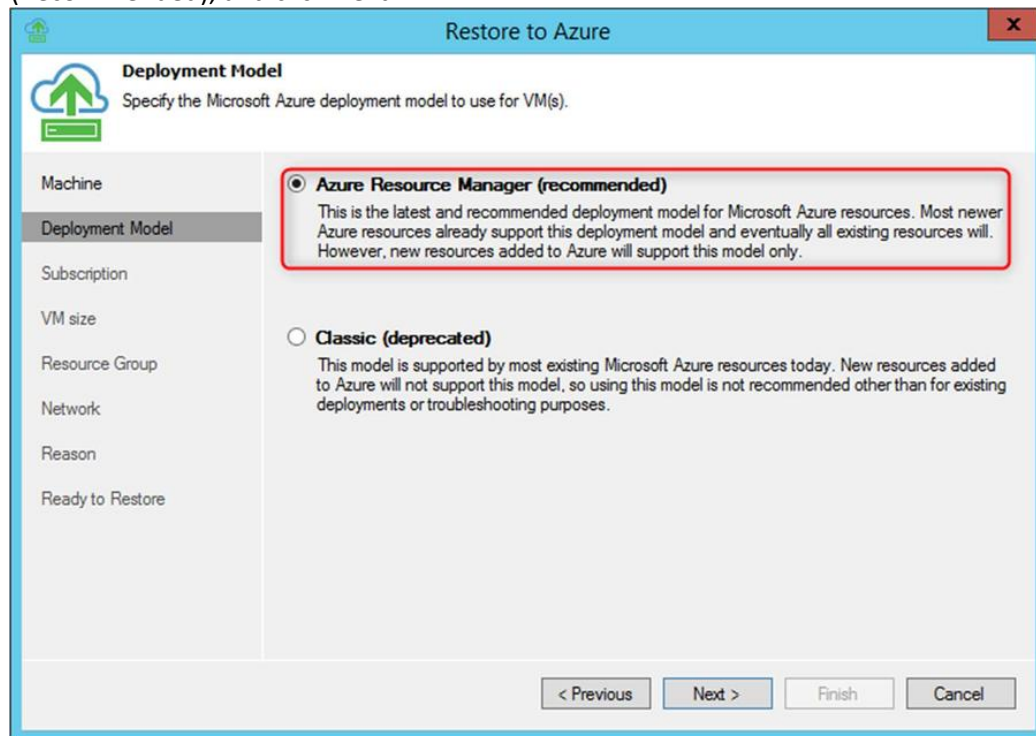 Restore to Azure
x
Deployment Model
Specify the Microsoft Azure deployment model to use for VM(s).
Machine
Deployment Model
Subscription
VM size
Resource Group
Network
Reason
Ready to Restore
Azure Resource Manager (recommended)
This is the latest and recommended deployment model for Microsoft Azure resources. Most newer
Azure resources already support this deployment model and eventually all existing resources will.
However, new resources added to Azure will support this model only.
Classic (deprecated)
This model is supported by most existing Microsoft Azure resources today. New resources added
to Azure will not support this model, so using this model is not recommended other than for existing
deployments or troubleshooting purposes.
< Previous
Next >
Finish
Cancel